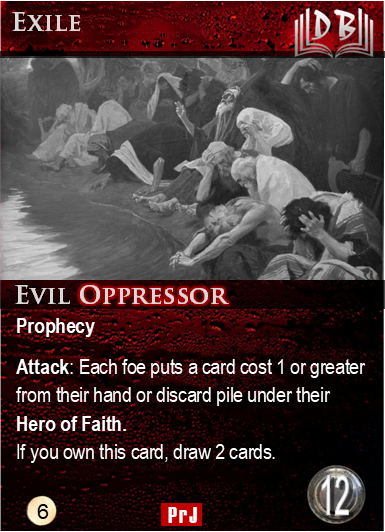 Exile
DB
Evil Oppressor
Prophecy
Attack: Each foe puts a card cost 1 or greater
from their hand or discard pile under their
Hero of Faith.
If you own this card, draw 2 cards.
6
PrJ
12